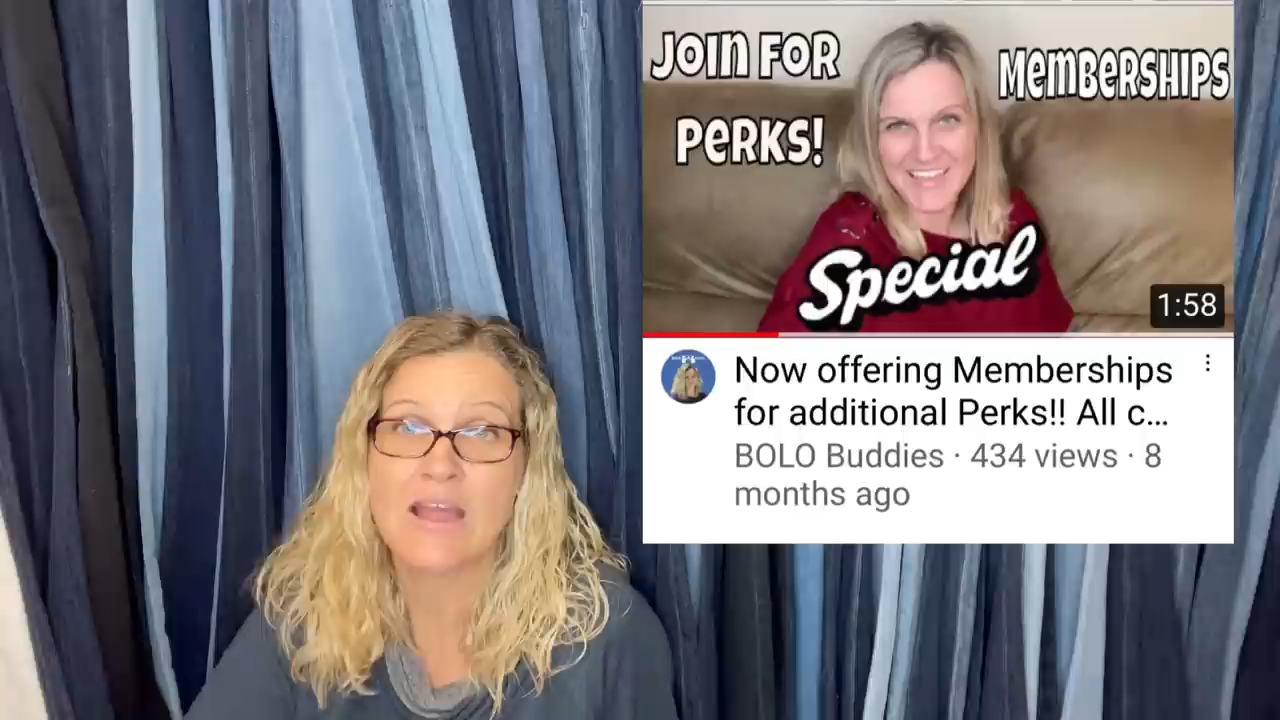 JOIN FOR
PERKS!
MEMBERSHIPS
Special
1:58
Now offering Memberships
for additional Perks!! All c...
BOLO Buddies · 434 views · 8
months ago